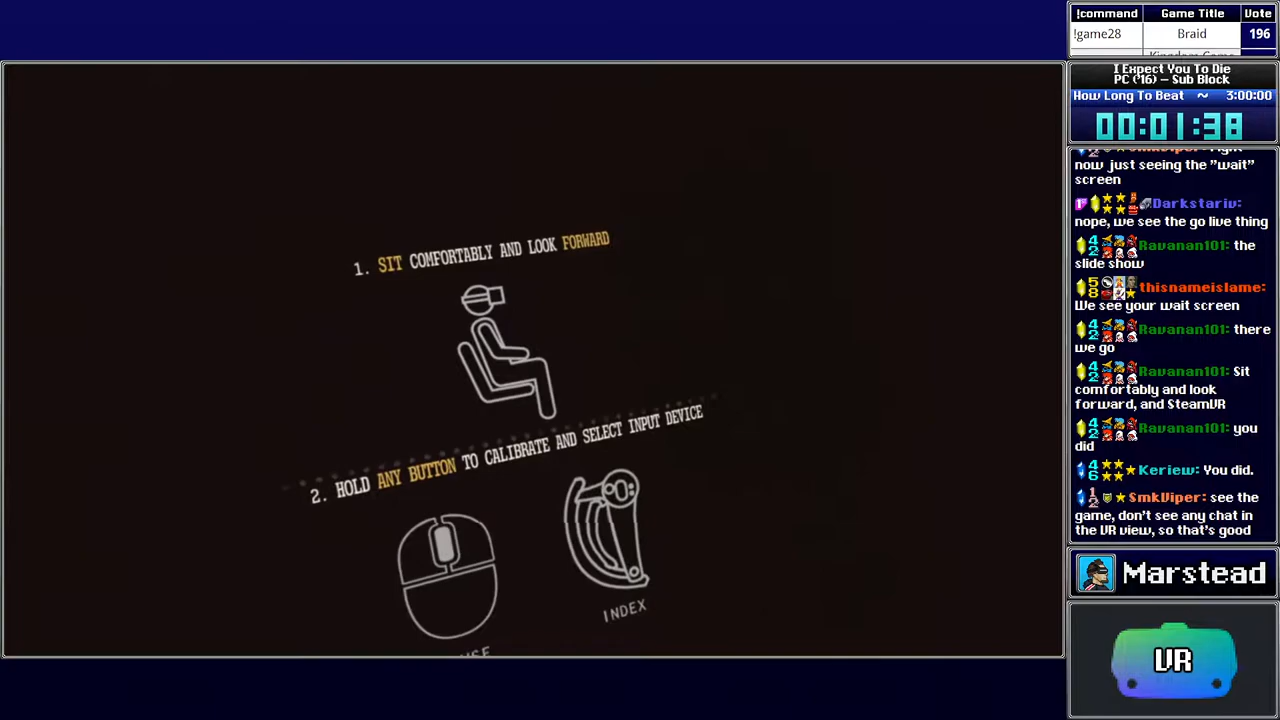 !command Game Title Vote
!game28 Braid 196
I Expect You To Die
PC ('16) – Sub Block
How Long To Beat ~ 3:00:00
00:01:38
now just seeing the "wait"
screen
Darkstariv:
nope, we see the go live thing
Ravanan101: the
slide show
thisnameislame:
We see your wait screen
Ravanan101: there
we go
Ravanan101: Sit
comfortably and look
forward, and SteamVR
Ravanan101: you
did
Keriew: You did.
SmkViper: see the
game, don't see any chat in
the VR view, so that's good
Marstead
VR
1. SIT COMFORTABLY AND LOOK FORWARD
2. HOLD ANY BUTTON TO CALIBRATE AND SELECT INPUT DEVICE
INDEX